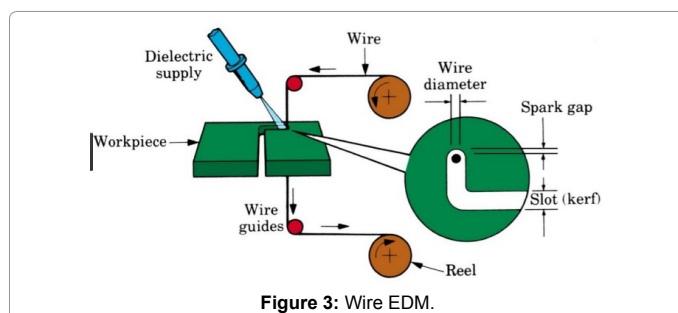 Wire
Dielectric
supply
Wire
diameter
Spark gap
Workpiece
Slot (kerf)
Wire
guides
Reel
Figure 3: Wire EDM.